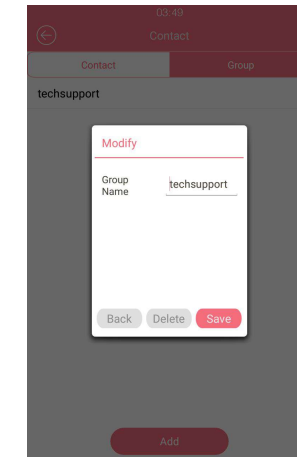 03:49
Contact
Contact Group
techsupport
Modify
Group
Name
techsupport
Back Delete Save
Add